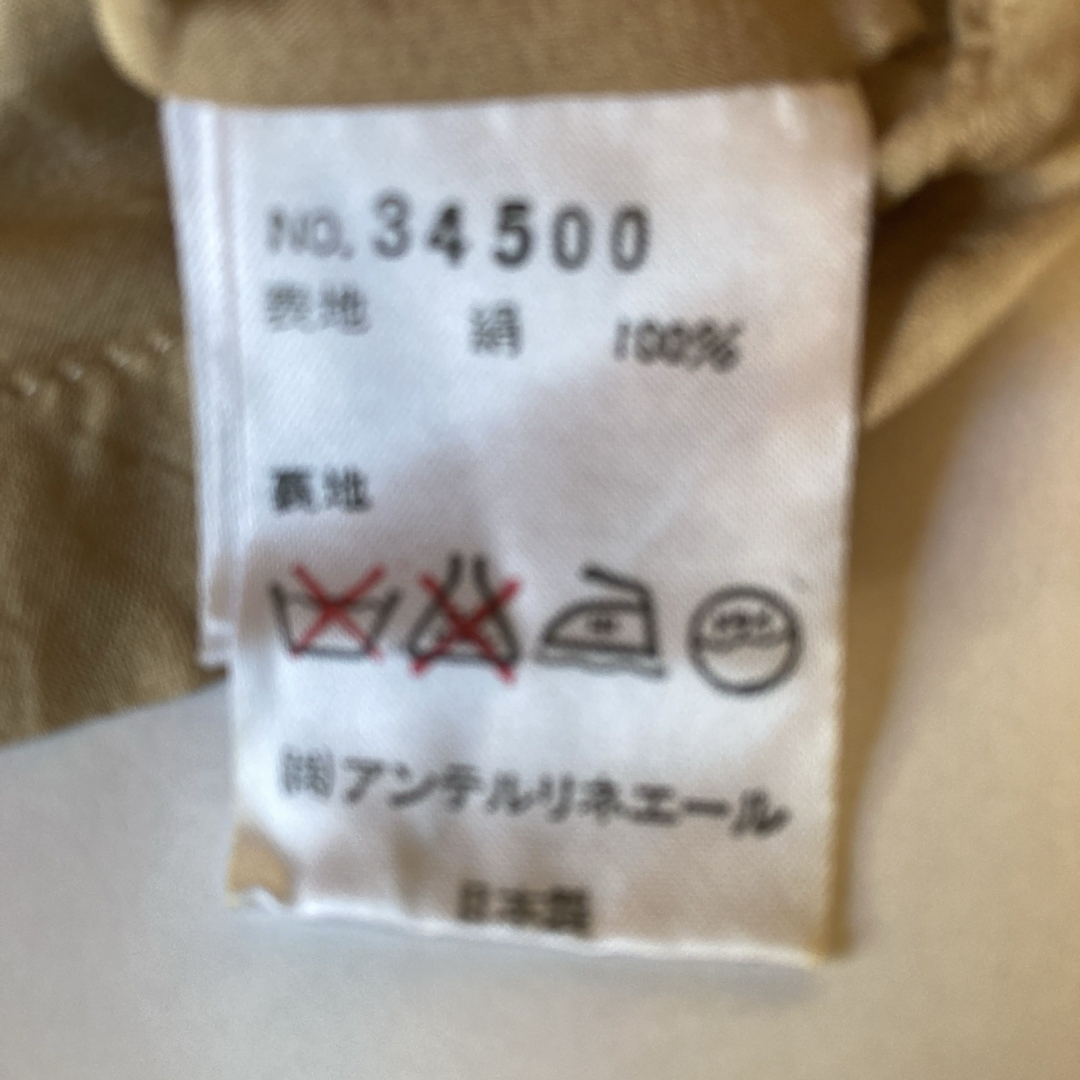 NO. 34500
表地 絹 100%
裏地
㈱アンテルリネエール
日本製